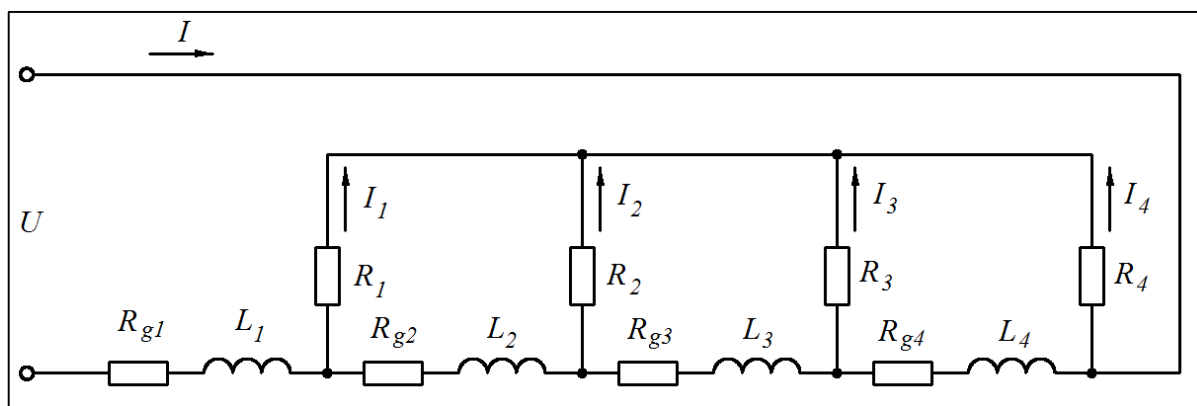 I
U
I1 I2 I3 I4
R1 R2 R3 R4
Rg1 L1 Rg2 L2 Rg3 L3 Rg4 L4